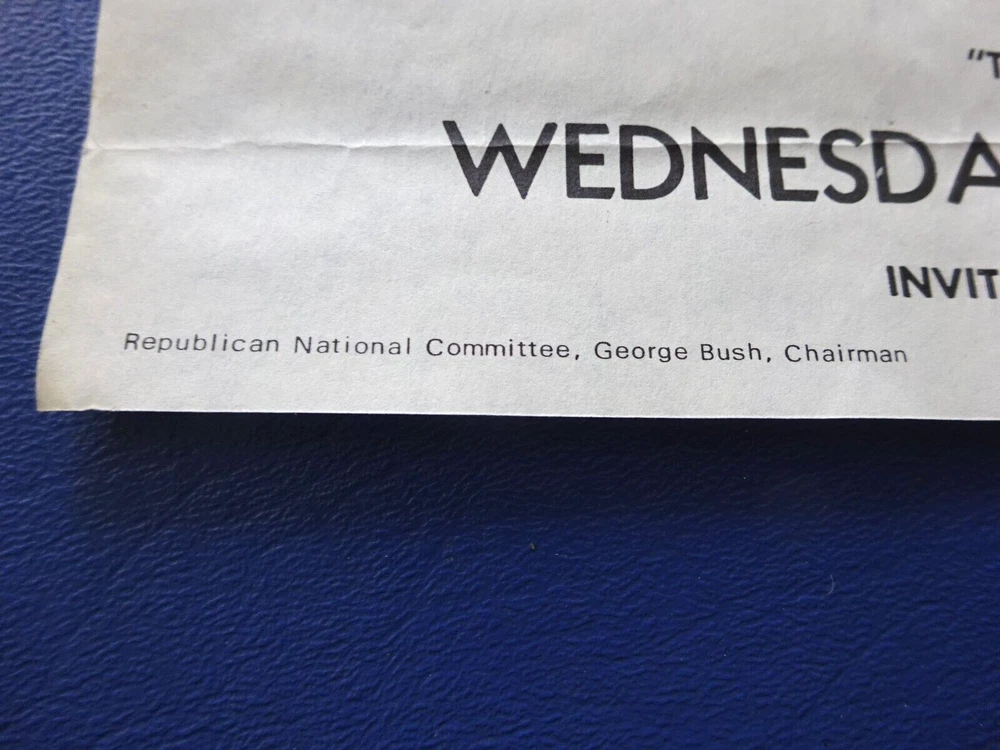 "T
WEDNESDA
INVIT
Republican National Committee, George Bush, Chairman